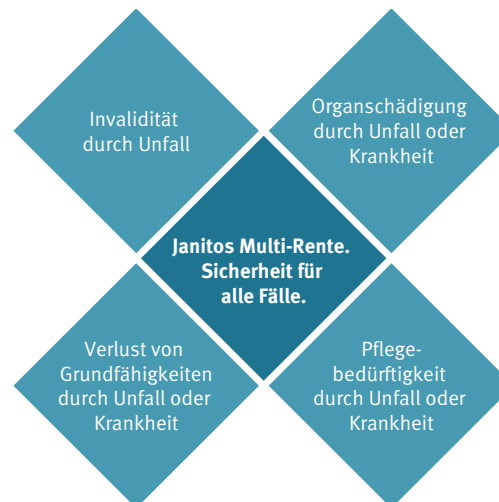 Invalidität
durch Unfall
Organschädigung
durch Unfall oder
Krankheit
Janitos Multi-Rente.
Sicherheit für
alle Fälle.
Verlust von
Grundfähigkeiten
durch Unfall oder
Krankheit
Pflege-
bedürftigkeit
durch Unfall oder
Krankheit